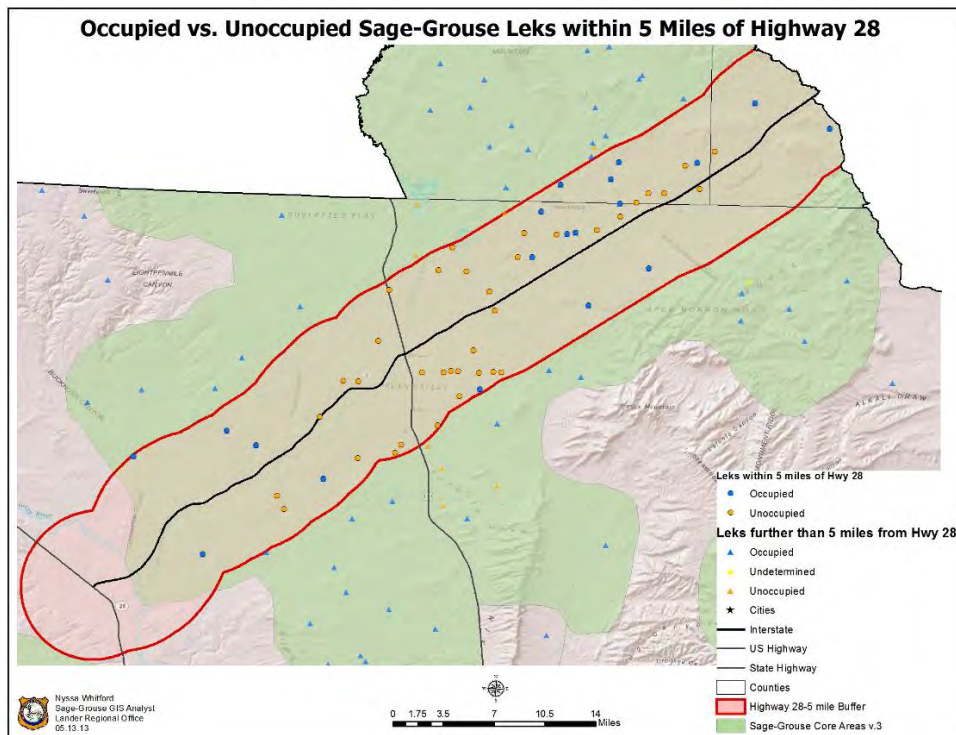 Occupied vs. Unoccupied Sage-Grouse Leks within 5 Miles of Highway 28
MOUNTAIN
EIGHTEENMILE
CANYON
ALKALI DRAW
28
Leks within 5 miles of Hwy 28
Occupied
Unoccupied
Leks further than 5 miles from Hwy 28
Occupied
Undetermined
Unoccupied
Cities
Interstate
US Highway
State Highway
Counties
Highway 28-5 mile Buffer
Sage-Grouse Core Areas v.3
Nyssa Whitford
Sage-Grouse GIS Analyst
Lander Regional Office
05.13.13
0 1.75 3.5 7 10.5 14
Miles